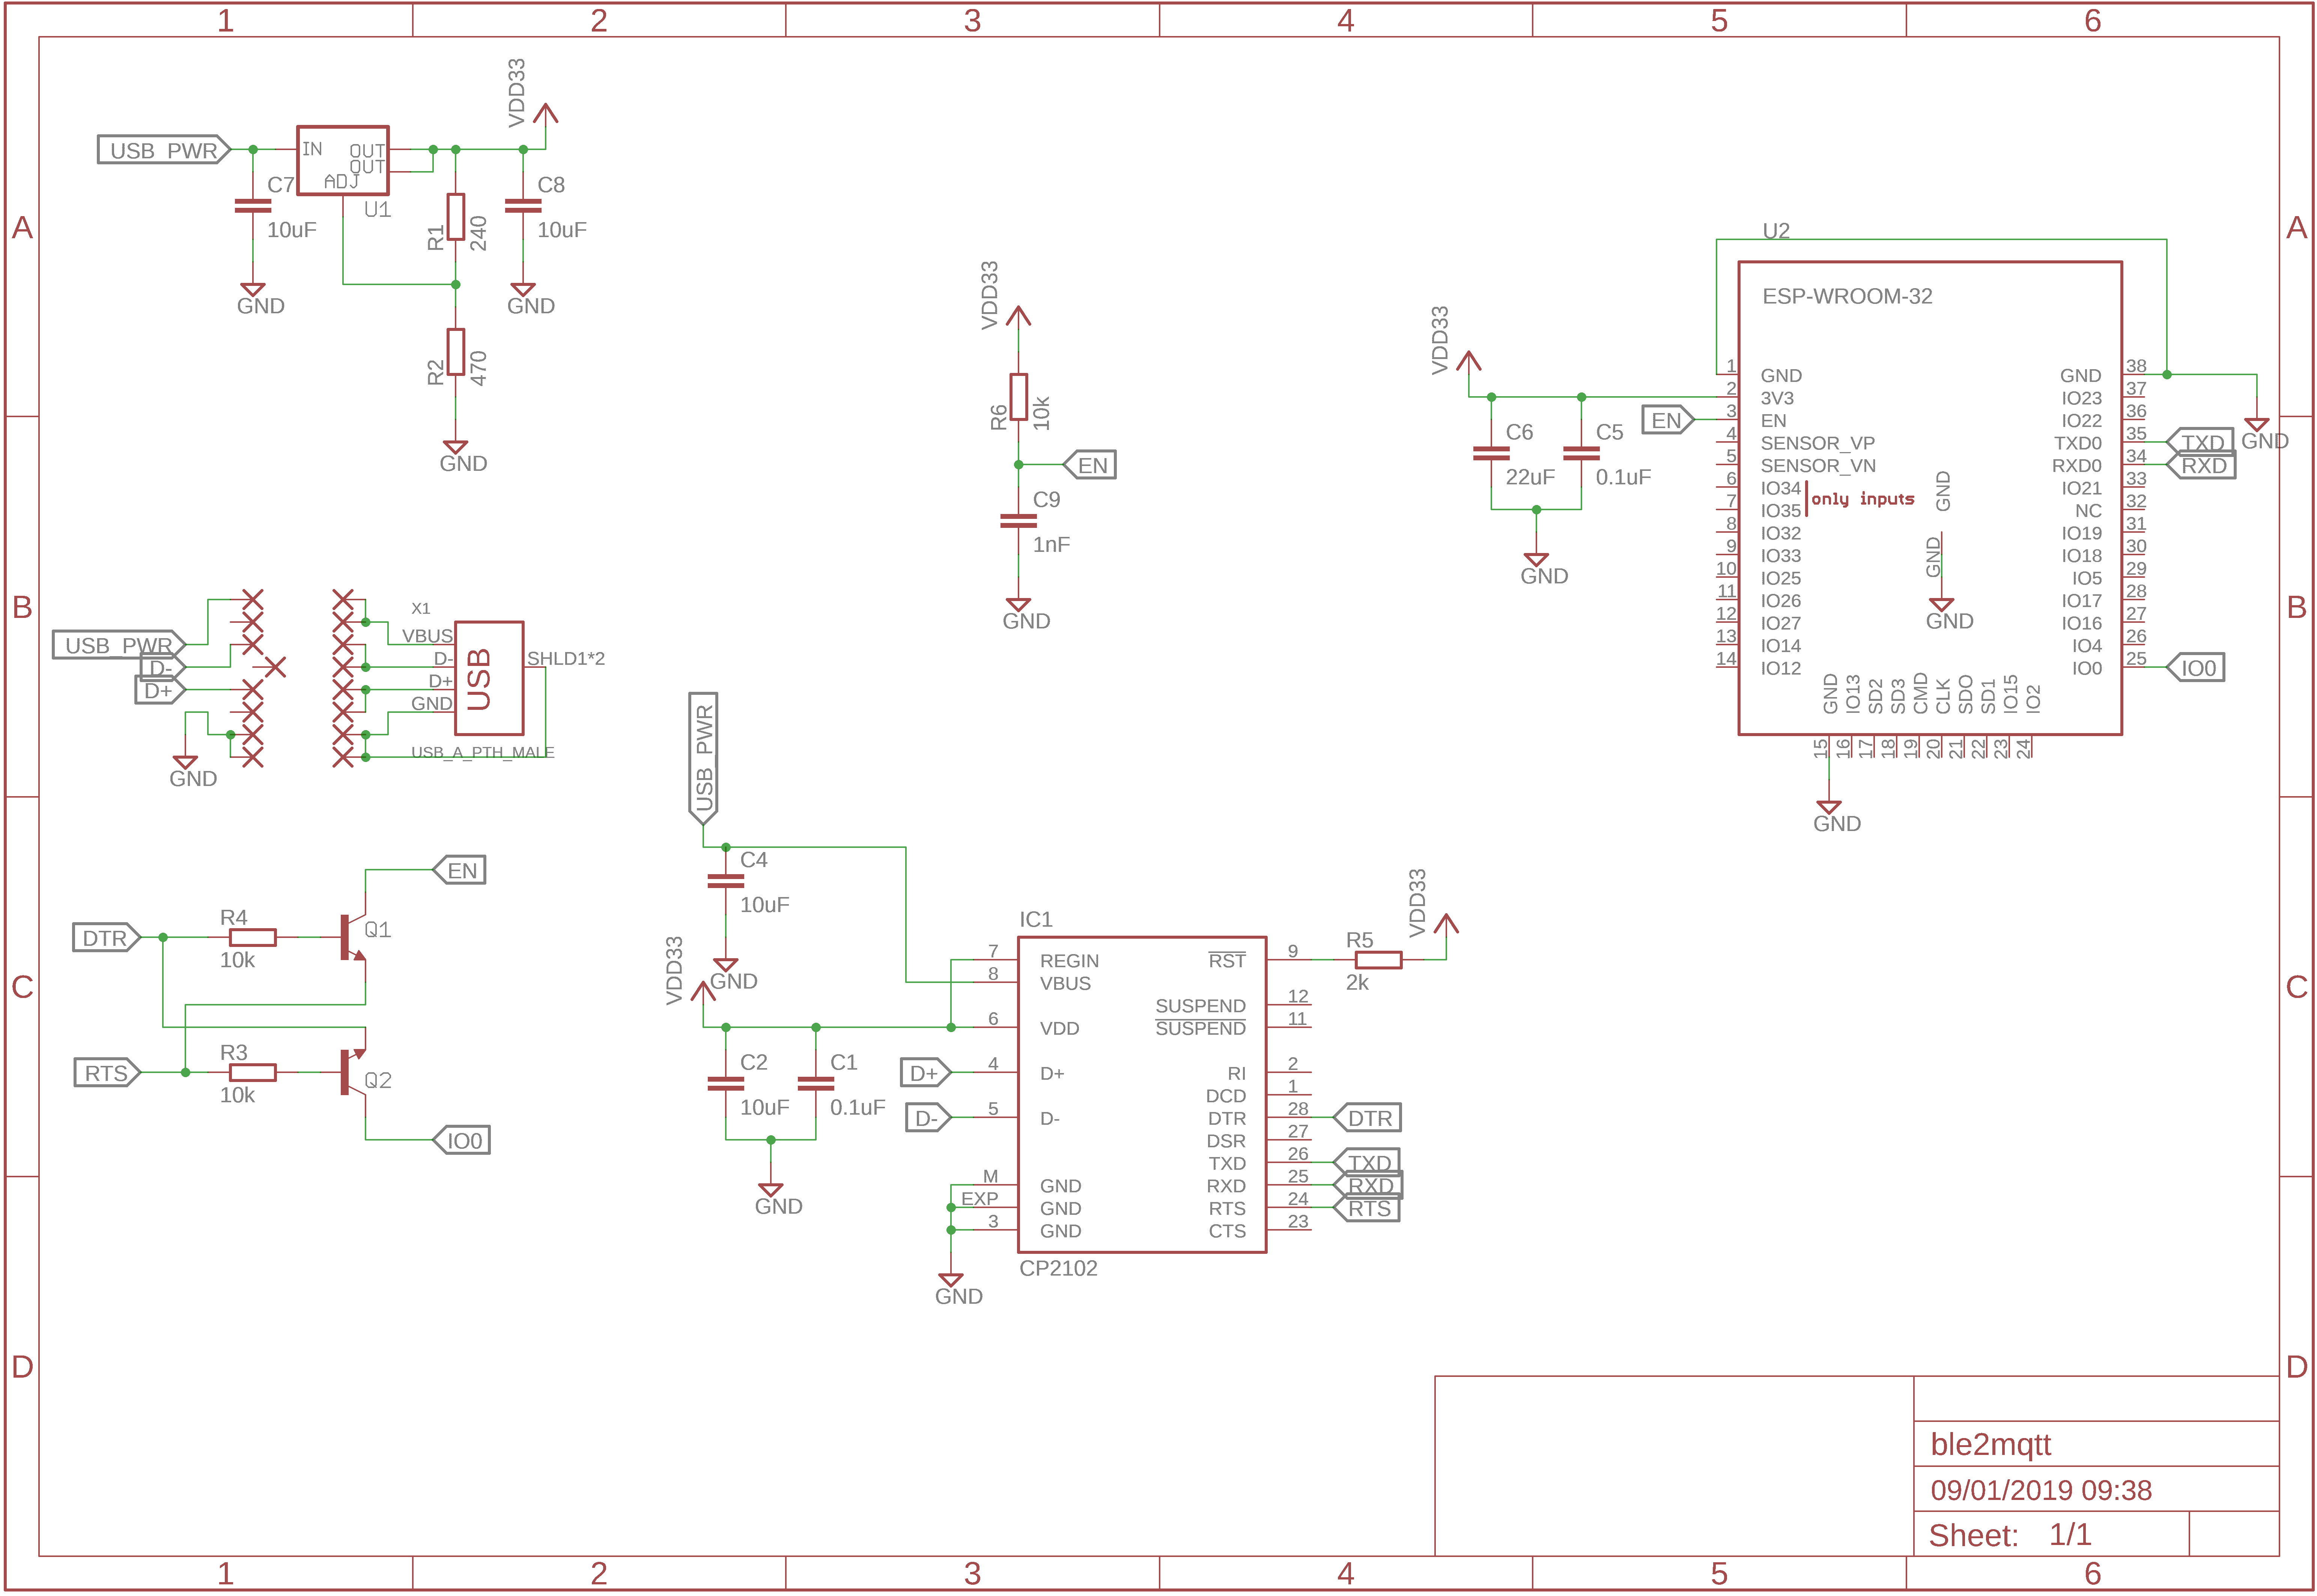 1 2 3 4 5 6
A
A
B
B
C
C
D
D
VDD33
USB_PWR
IN
OUT
OUT
ADJ
U1
C7
10uF
GND
R1
240
C8
10uF
GND
R2
470
GND
VDD33
R6
10k
EN
C9
1nF
GND
U2
ESP-WROOM-32
VDD33
EN
C6
22uF
C5
0.1uF
GND
1 GND
2 3V3
3 EN
4 SENSOR_VP
5 SENSOR_VN
6 IO34
7 IO35
only inputs
8 IO32
9 IO33
10 IO25
11 IO26
12 IO27
13 IO14
14 IO12
GND 38
IO23 37
IO22 36
TXD0 35 TXD
RXD0 34 RXD
IO21 33
NC 32
IO19 31
IO18 30
IO5 29
IO17 28
IO16 27
IO4 26
IO0 25 IO0
GND
GND
GND
GND
GND IO13 SD2 SD3 CMD CLK SDO SD1 IO15 IO2
15 16 17 18 19 20 21 22 23 24
GND
USB_PWR
D-
D+
GND
X1
VBUS
D-
D+
GND
USB
SHLD1*2
USB_A_PTH_MALE
EN
DTR
R4
10k
Q1
RTS
R3
10k
Q2
IO0
USB_PWR
C4
10uF
GND
VDD33
C2
10uF
C1
0.1uF
GND
IC1
7 REGIN
8 VBUS
6 VDD
D+ 4 D+
D- 5 D-
M GND
EXP GND
3 GND
GND
CP2102
RST 9
R5
2k
VDD33
SUSPEND 12
SUSPEND 11
RI 2
DCD 1
DTR 28 DTR
DSR 27
TXD 26 TXD
RXD 25 RXD
RTS 24 RTS
CTS 23
ble2mqtt
09/01/2019 09:38
Sheet: 1/1
1 2 3 4 5 6